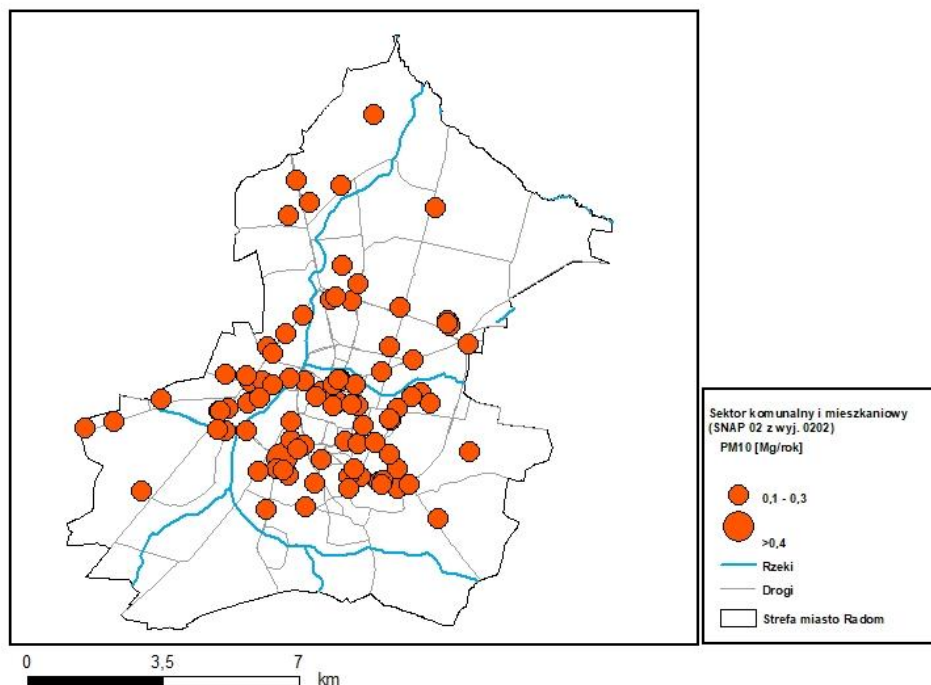 Sektor komunalny i mieszkaniowy
(SNAP 02 z wyj. 0202)
PM10 [Mg/rok]
0,1 - 0,3
>0,4
Rzeki
Drogi
Strefa miasto Radom
0 3,5 7
km